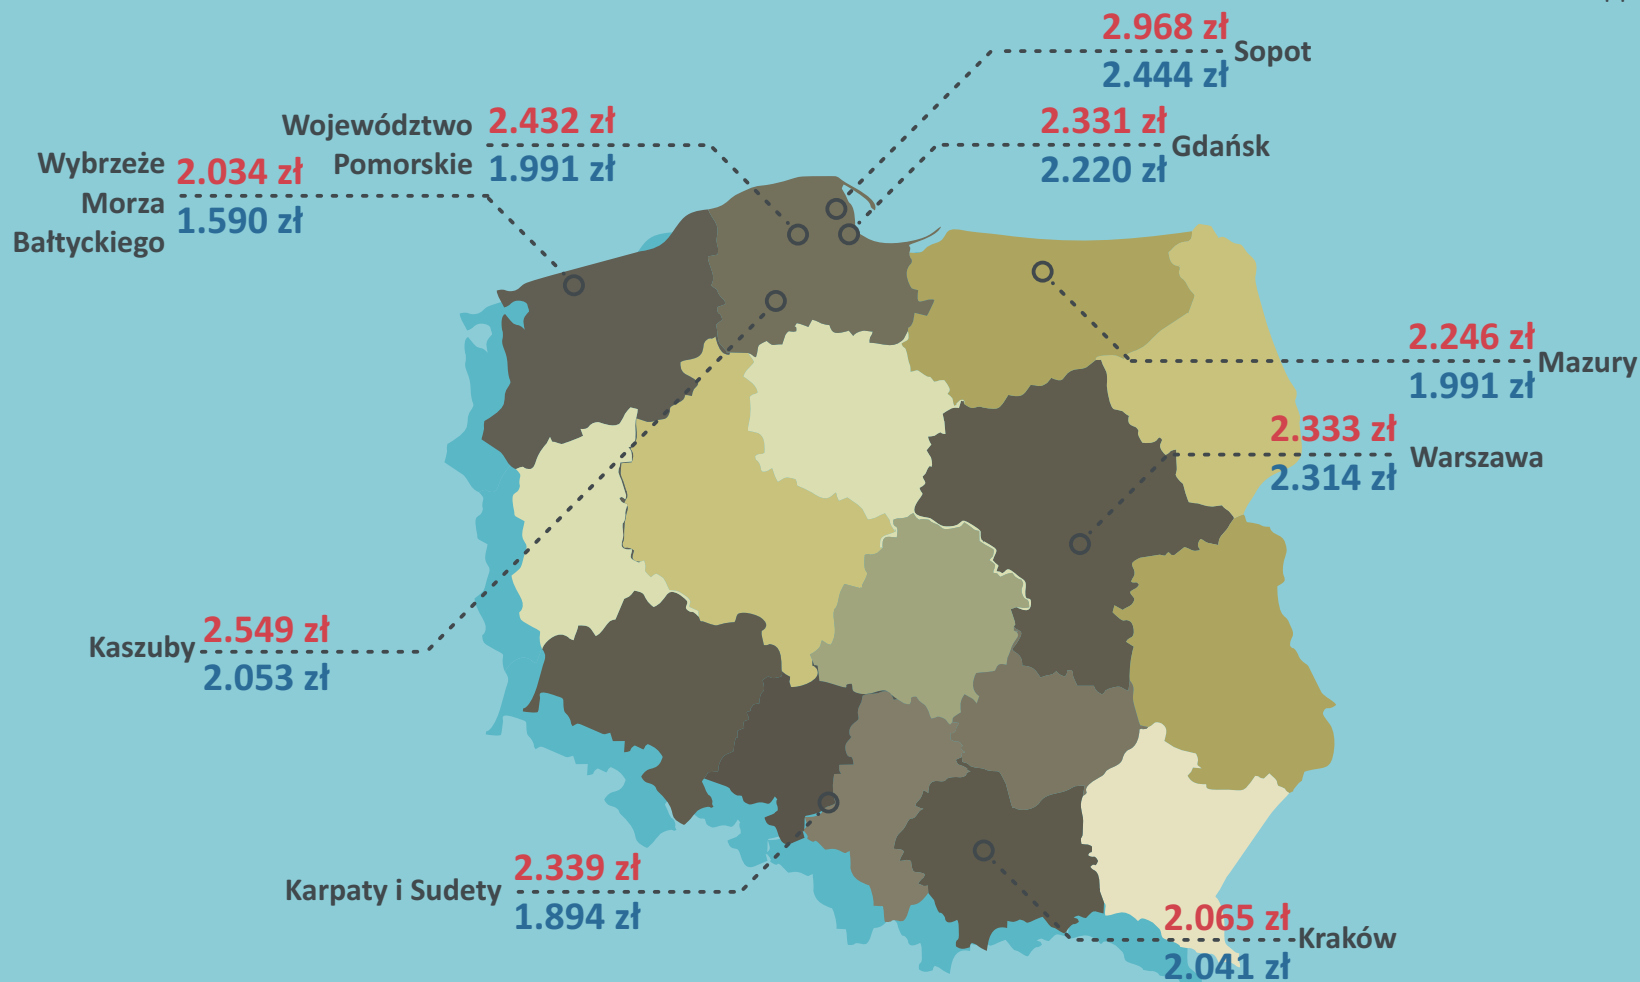 2.968 zł
Sopot
2.444 zł
Województwo
Pomorskie
2.432 zł
1.991 zł
2.331 zł
Gdańsk
2.220 zł
Wybrzeże
Morza
Bałtyckiego
2.034 zł
1.590 zł
2.246 zł
Mazury
1.991 zł
2.333 zł
Warszawa
2.314 zł
Kaszuby
2.549 zł
2.053 zł
Karpaty i Sudety
2.339 zł
1.894 zł
2.065 zł
Kraków
2.041 zł